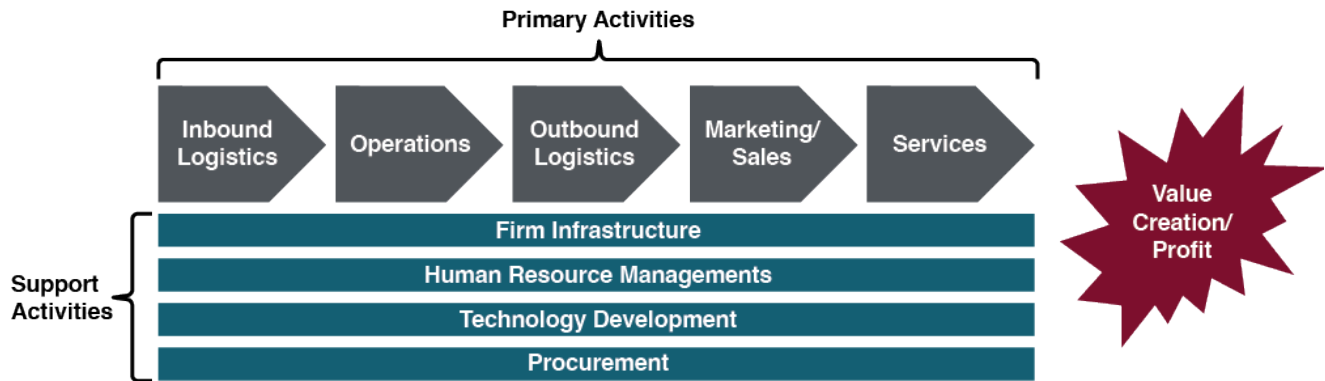 Primary Activities
Inbound
Logistics
Operations
Outbound
Logistics
Marketing/
Sales
Services
Value
Creation/
Profit
Support
Activities
Firm Infrastructure
Human Resource Managements
Technology Development
Procurement